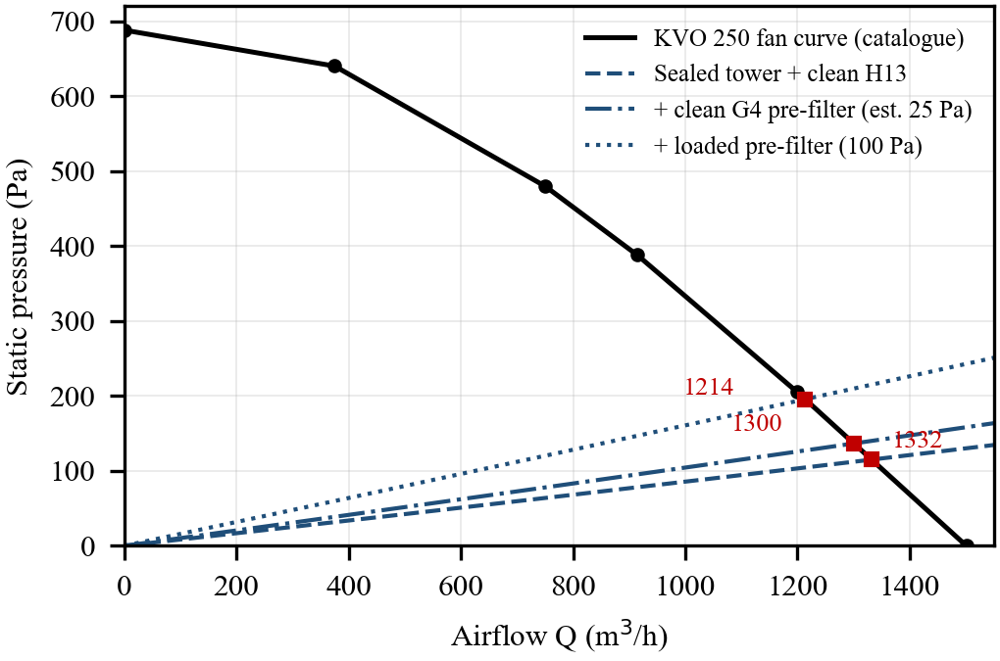 700
600
500
400
300
200
100
0
Static pressure (Pa)
KVO 250 fan curve (catalogue)
Sealed tower + clean H13
+ clean G4 pre-filter (est. 25 Pa)
+ loaded pre-filter (100 Pa)
1214
1300
1332
0 200 400 600 800 1000 1200 1400
Airflow Q (m³/h)